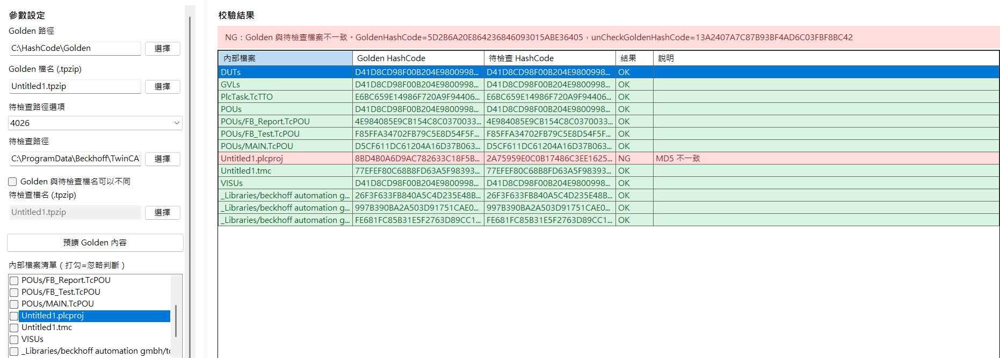 參數設定
Golden 路徑
C:\HashCode\Golden
選擇
Golden 檔名 (.tpzip)
Untitled1.tpzip
選擇
待檢查路徑選項
4026
待檢查路徑
C:\ProgramData\Beckhoff\TwinCA
選擇
Golden 與待檢查檔名可以不同
待檢查檔名 (.tpzip)
Untitled1.tpzip
選擇
預讀 Golden 內容
內部檔案清單 ( 打勾=忽略判斷 )
POUs/FB_Report.TcPOU
POUs/FB_Test.TcPOU
POUs/MAIN.TcPOU
Untitled1.plcproj
Untitled1.tmc
VISUs
_Libraries/beckhoff automation gmbh/tc
校驗結果
NG：Golden 與待檢查檔案不一致。GoldenHashCode=5D2B6A20E864236846093015ABE36405，unCheckGoldenHashCode=13A2407A7C87B93BF4AD6C03FBF8BC42
內部檔案 Golden HashCode 待檢查 HashCode 結果 說明
DUTs D41D8CD98F00B204E9800998... D41D8CD98F00B204E9800998... OK
GVLs D41D8CD98F00B204E9800998... D41D8CD98F00B204E9800998... OK
PlcTask.TcTTO E6BC659E14986F720A9F94406... E6BC659E14986F720A9F94406... OK
POUs D41D8CD98F00B204E9800998... D41D8CD98F00B204E9800998... OK
POUs/FB_Report.TcPOU 4E984085E9CB154C8C0370033... 4E984085E9CB154C8C0370033... OK
POUs/FB_Test.TcPOU F85FFA34702FB79C5E8D54F5F... F85FFA34702FB79C5E8D54F5F... OK
POUs/MAIN.TcPOU D5CF611DC61204A16D37B063... D5CF611DC61204A16D37B063... OK
Untitled1.plcproj 8BD4B0A6D9AC782633C18F5B... 2A75959E0C0B17486C3EE1625... NG MD5 不一致
Untitled1.tmc 77EFEF80C68B8FD63A5F98393... 77EFEF80C68B8FD63A5F98393... OK
VISUs D41D8CD98F00B204E9800998... D41D8CD98F00B204E9800998... OK
_Libraries/beckhoff automation g... 26F3F633FB840A5C4D235E48B... 26F3F633FB840A5C4D235E48B... OK
_Libraries/beckhoff automation g... 997B390BA2A503D91751CAE0... 997B390BA2A503D91751CAE0... OK
_Libraries/beckhoff automation g... FE681FC85B31E5F2763D89CC1... FE681FC85B31E5F2763D89CC1... OK